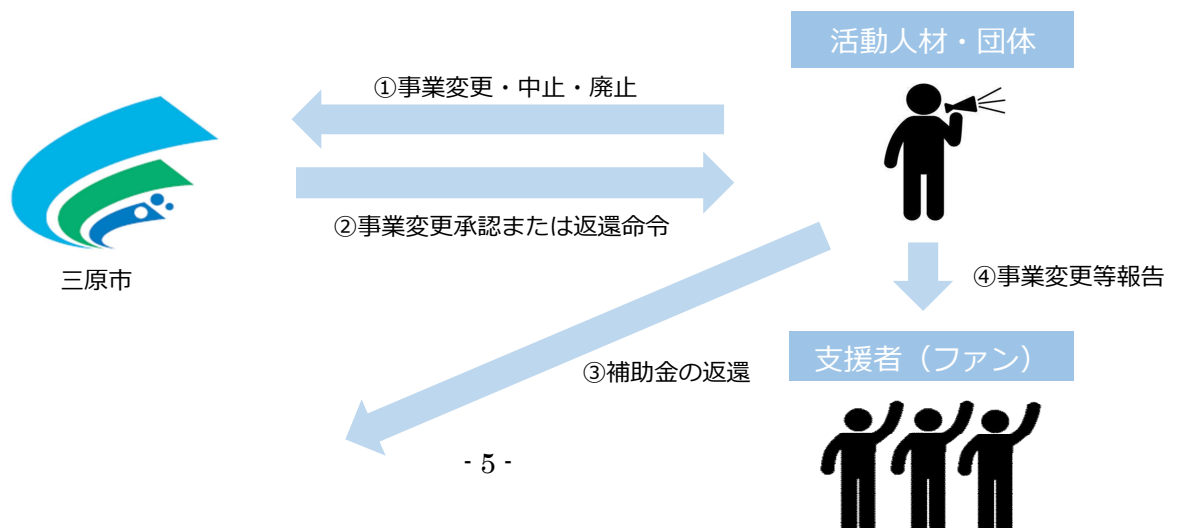 活動人材・団体
①事業変更・中止・廃止
②事業変更承認または返還命令
三原市
④事業変更等報告
支援者（ファン）
③補助金の返還
- 5 -